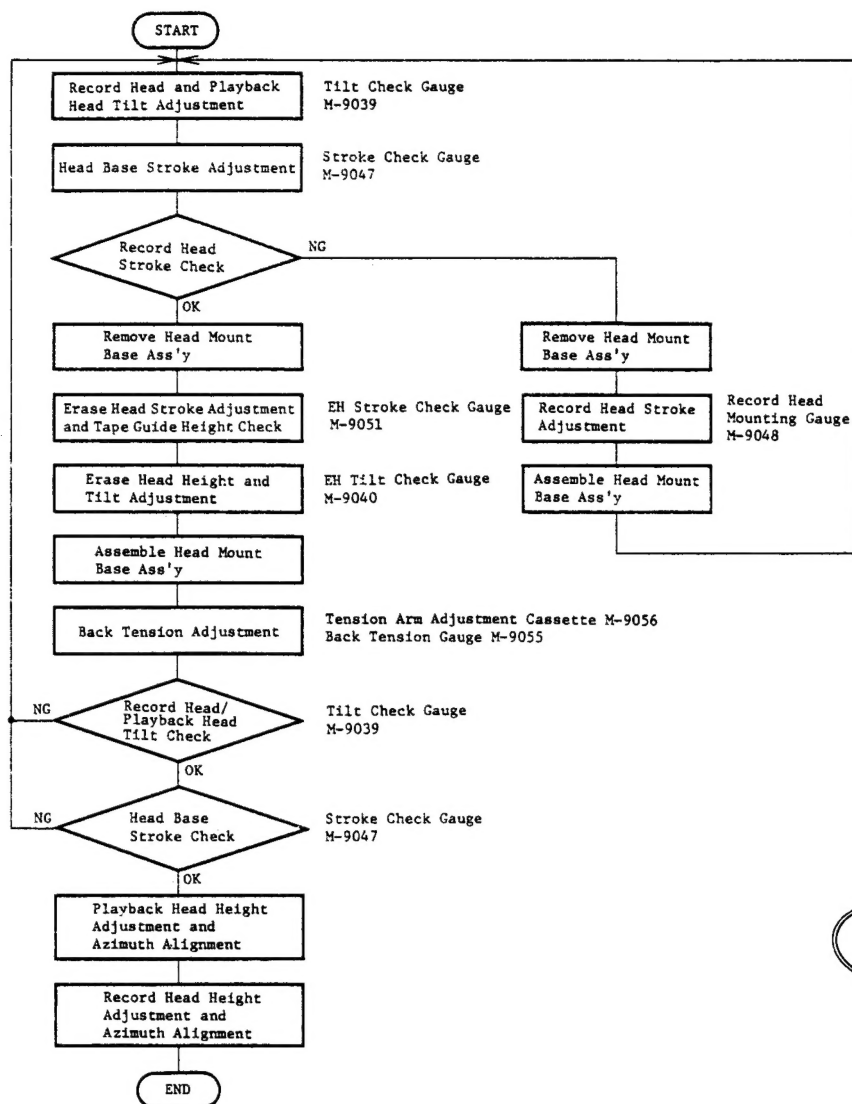 START
Record Head and Playback
Head Tilt Adjustment
Tilt Check Gauge
M-9039
Head Base Stroke Adjustment
Stroke Check Gauge
M-9047
Record Head
Stroke Check
NG
OK
Remove Head Mount
Base Ass'y
Remove Head Mount
Base Ass'y
Erase Head Stroke Adjustment
and Tape Guide Height Check
EH Stroke Check Gauge
M-9051
Record Head Stroke
Adjustment
Record Head
Mounting Gauge
M-9048
Erase Head Height and
Tilt Adjustment
EH Tilt Check Gauge
M-9040
Assemble Head Mount
Base Ass'y
Assemble Head Mount
Base Ass'y
Back Tension Adjustment
Tension Arm Adjustment Cassette M-9056
Back Tension Gauge M-9055
NG
Record Head/
Playback Head
Tilt Check
Tilt Check Gauge
M-9039
OK
NG
Head Base
Stroke Check
Stroke Check Gauge
M-9047
OK
Playback Head Height
Adjustment and
Azimuth Alignment
Record Head Height
Adjustment and
Azimuth Alignment
END